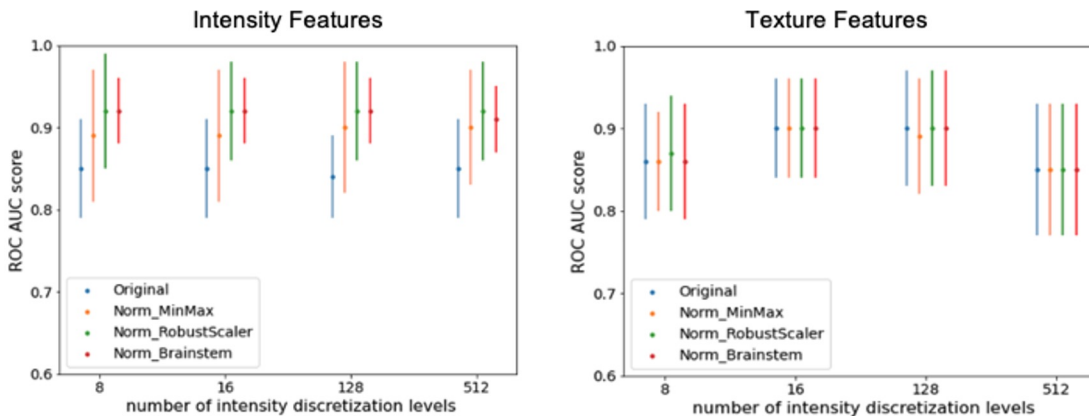 Intensity Features
1.0
0.9
0.8
0.7
0.6
ROC AUC score
Original
Norm_MinMax
Norm_RobustScaler
Norm_Brainstem
8
16
128
512
number of intensity discretization levels
Texture Features
1.0
0.9
0.8
0.7
0.6
ROC AUC score
Original
Norm_MinMax
Norm_RobustScaler
Norm_Brainstem
8
16
128
512
number of intensity discretization levels